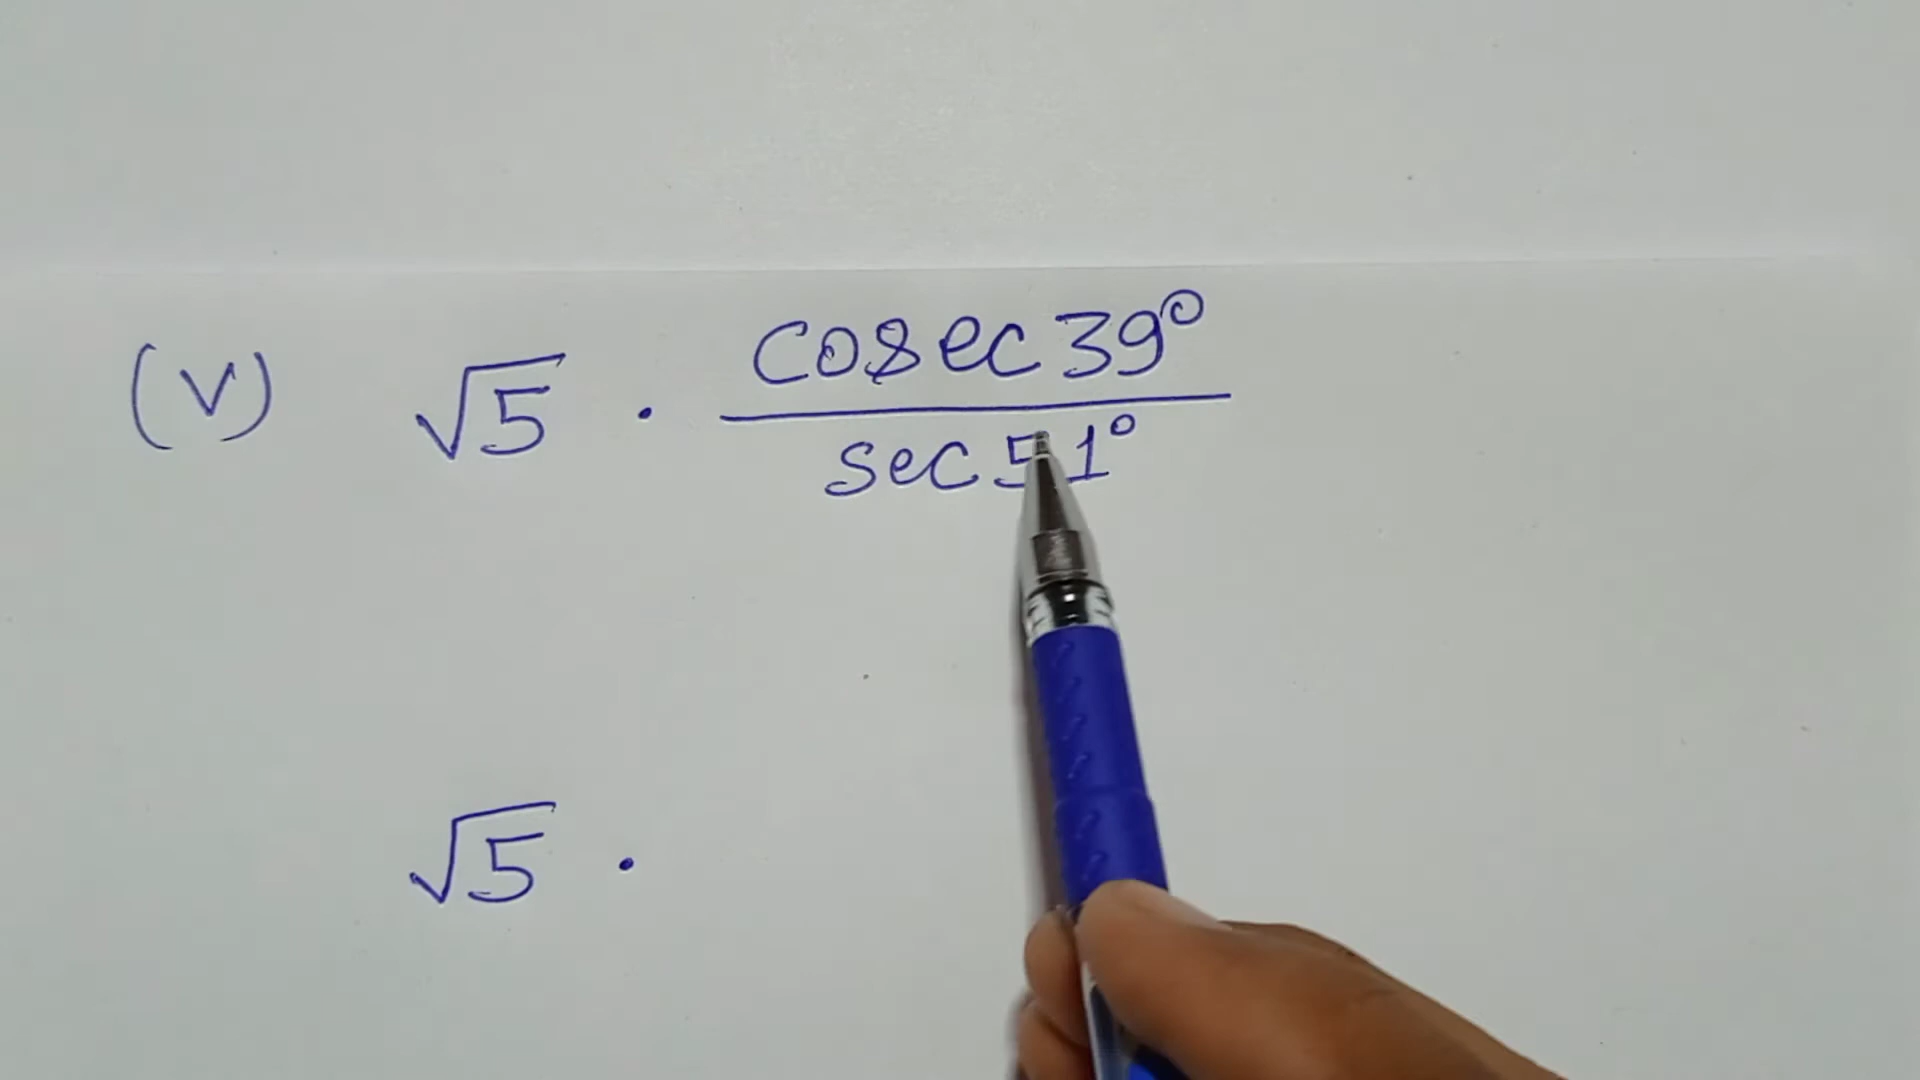 (V) √5 . cosec 39° / sec 51°
√5 .